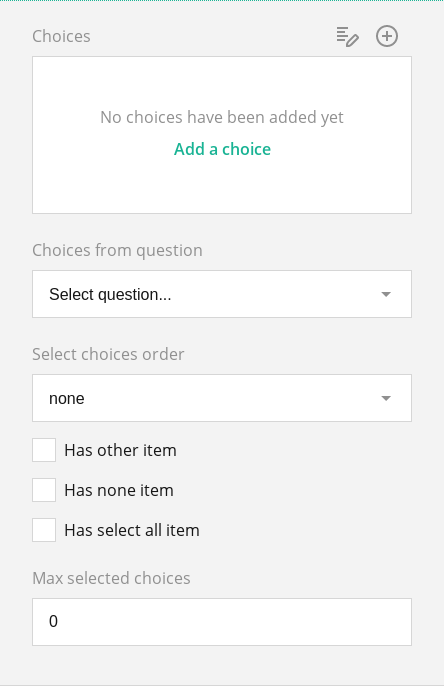 Choices
No choices have been added yet
Add a choice
Choices from question
Select question...
Select choices order
none
Has other item
Has none item
Has select all item
Max selected choices
0